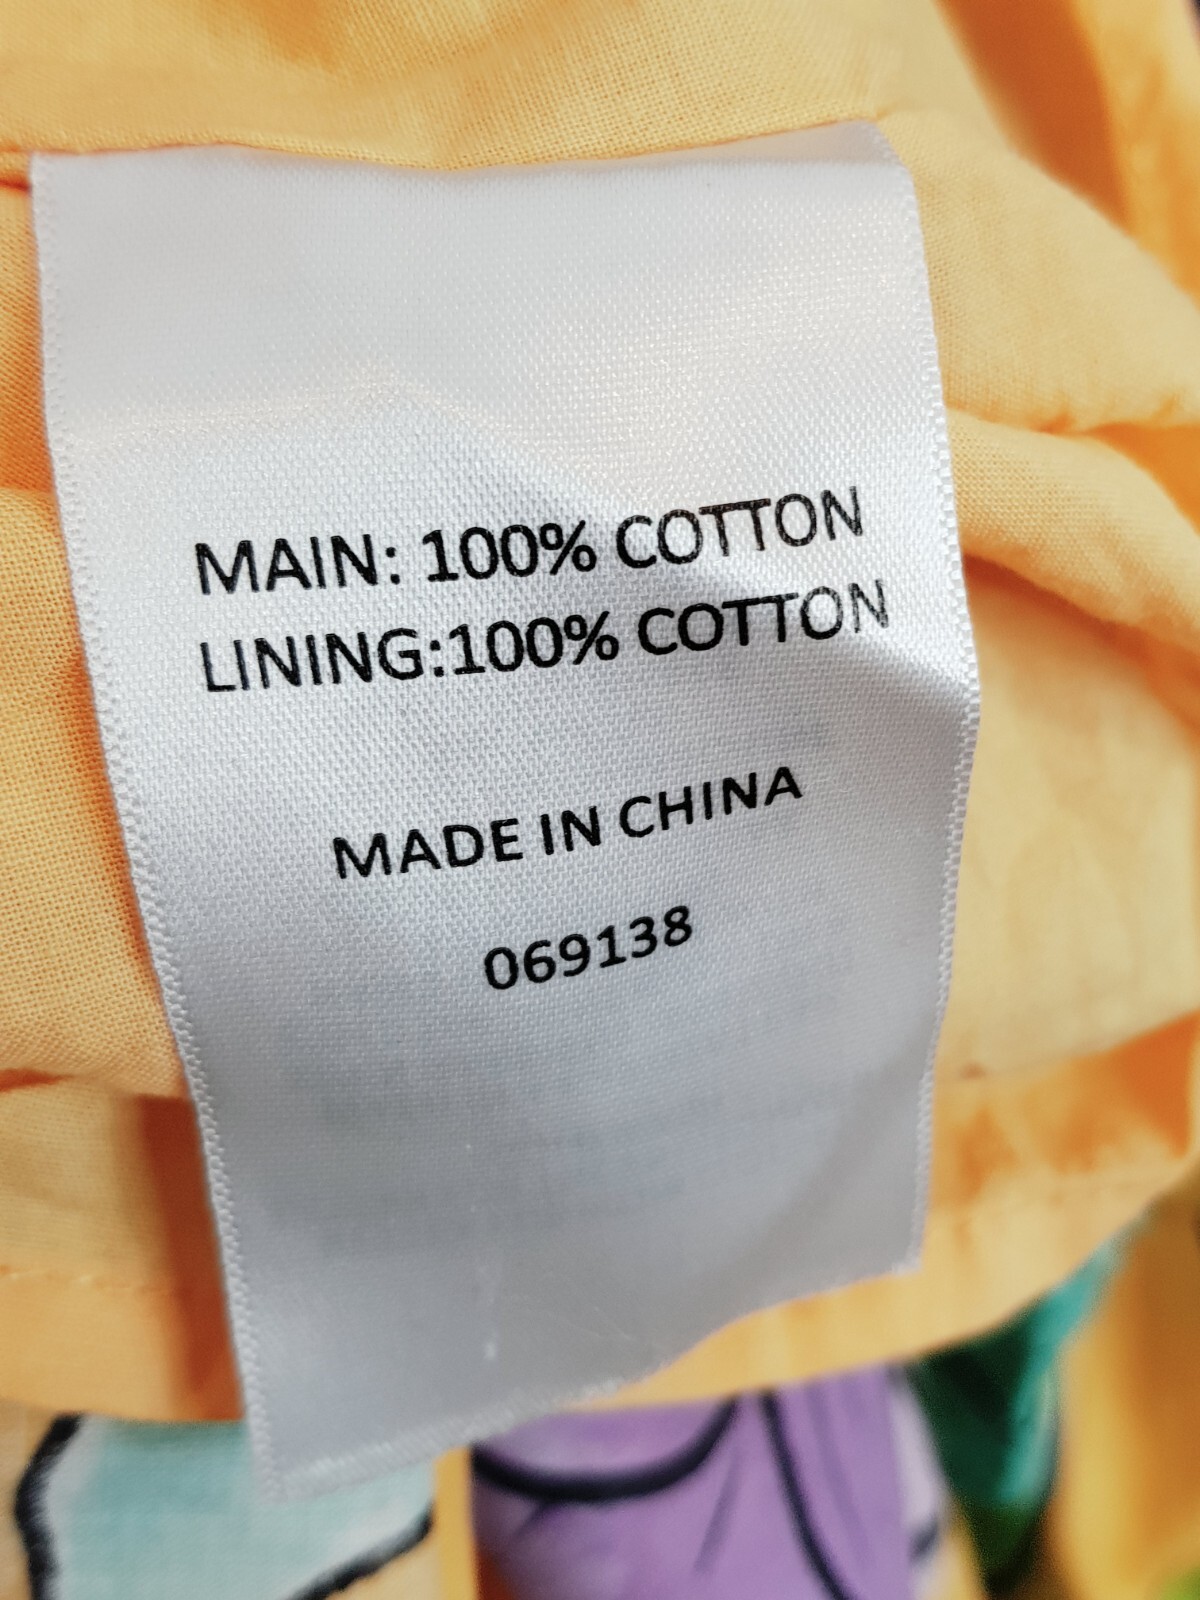 MAIN: 100% COTTON
LINING:100% COTTON
MADE IN CHINA
069138